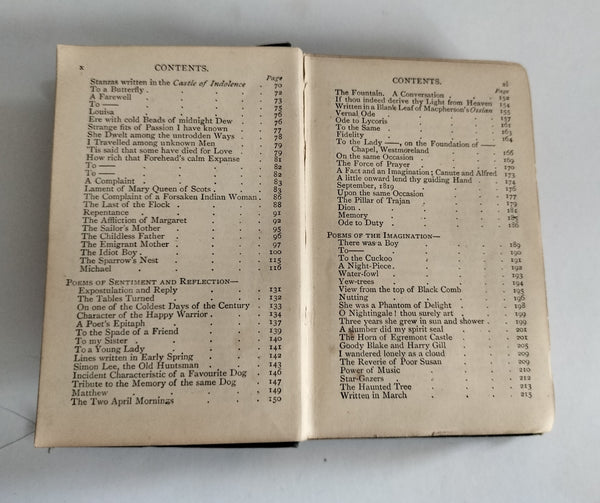 x CONTENTS.
Page
Stanzas written in the Castle of Indolence . 70
To a Butterfly . . . . . 72
A Farewell . . . . . 73
To —— . . . . . 75
Louisa . . . . . 76
Ere with cold Beads of midnight Dew . . 76
Strange fits of Passion I have known . . 77
She Dwelt among the untrodden Ways . . 78
I Travelled among unknown Men . . 79
'Tis said that some have died for Love . . 79
How rich that Forehead's calm Expanse . . 81
To —— . . . . . 82
To —— . . . . . 82
A Complaint . . . . . 83
Lament of Mary Queen of Scots . . . 83
The Complaint of a Forsaken Indian Woman . 86
The Last of the Flock . . . . 88
Repentance . . . . . 91
The Affliction of Margaret . . . 92
The Sailor's Mother . . . . 95
The Childless Father . . . . 96
The Emigrant Mother . . . . 97
The Idiot Boy . . . . . 100
The Sparrow's Nest . . . . 115
Michael . . . . . 116
POEMS OF SENTIMENT AND REFLECTION—
Expostulation and Reply . . . 131
The Tables Turned . . . . 132
On one of the Coldest Days of the Century . 133
Character of the Happy Warrior . . . 134
A Poet's Epitaph . . . . 137
To the Spade of a Friend . . . 139
To my Sister . . . . . 140
To a Young Lady . . . . 141
Lines written in Early Spring . . . 142
Simon Lee, the Old Huntsman . . . 143
Incident Characteristic of a Favourite Dog . 146
Tribute to the Memory of the same Dog . 147
Matthew . . . . . 149
The Two April Mornings . . . 150
CONTENTS. xi
Page
The Fountain. A Conversation . . . 152
If thou indeed derive thy Light from Heaven 154
Written in a Blank Leaf of Macpherson's Ossian 155
Vernal Ode . . . . . 157
Ode to Lycoris . . . . . 161
To the Same . . . . . 163
Fidelity . . . . . 164
To the Lady ——, on the Foundation of ——
Chapel, Westmoreland . . . 166
On the same Occasion . . . . 169
The Force of Prayer . . . . 170
A Fact and an Imagination; Canute and Alfred 173
A little onward lend thy guiding Hand . . 174
September, 1819 . . . . 176
Upon the same Occasion . . . 177
The Pillar of Trajan . . . . 179
Dion . . . . . 181
Memory . . . . .
Ode to Duty . . . . . 186
POEMS OF THE IMAGINATION—
There was a Boy . . . . 189
To —— . . . . . 190
To the Cuckoo . . . . . 191
A Night-Piece . . . . . 192
Water-fowl . . . . . 193
Yew-trees . . . . . 194
View from the top of Black Comb . . 195
Nutting . . . . . 196
She was a Phantom of Delight . . . 198
O Nightingale! thou surely art . . . 199
Three years she grew in sun and shower . . 199
A slumber did my spirit seal . . . 201
The Horn of Egremont Castle . . . 201
Goody Blake and Harry Gill . . . 205
I wandered lonely as a cloud . . . 209
The Reverie of Poor Susan . . . 209
Power of Music . . . . 210
Star-Gazers . . . . . 212
The Haunted Tree . . . . 213
Written in March . . . . 215